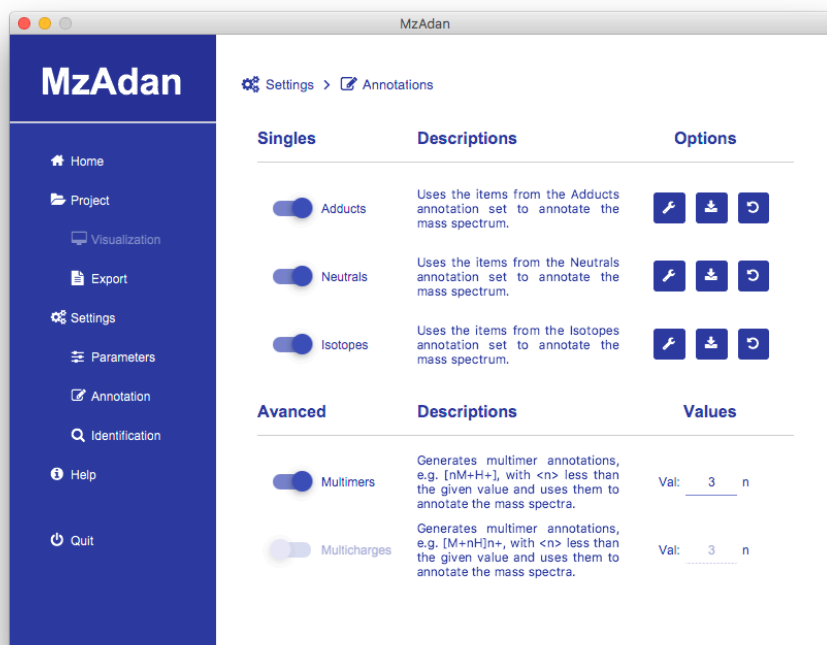 MzAdan
MzAdan
Settings > Annotations
Home
Project
Visualization
Export
Settings
Parameters
Annotation
Identification
Help
Quit
Singles Descriptions Options
Adducts
Uses the items from the Adducts
annotation set to annotate the
mass spectrum.
Neutrals
Uses the items from the Neutrals
annotation set to annotate the
mass spectrum.
Isotopes
Uses the items from the Isotopes
annotation set to annotate the
mass spectrum.
Avanced Descriptions Values
Multimers
Generates multimer annotations,
e.g. [nM+H+], with <n> less than
the given value and uses them to
annotate the mass spectra.
Val: 3 n
Multicharges
Generates multimer annotations,
e.g. [M+nH]n+, with <n> less than
the given value and uses them to
annotate the mass spectra.
Val: 3 n